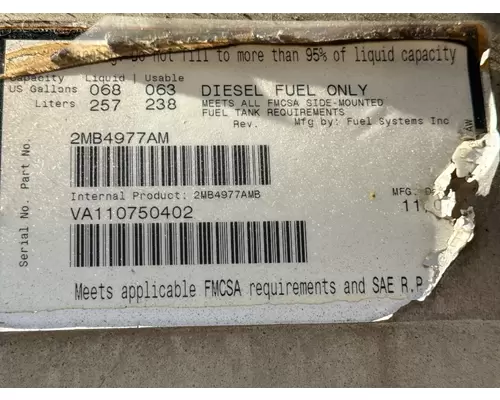 Do not fill to more than 95% of liquid capacity
Capacity Liquid Usable
US Gallons 068 063 DIESEL FUEL ONLY
Liters 257 238 MEETS ALL FMCSA SIDE-MOUNTED
FUEL TANK REQUIREMENTS
Rev. Mfg by: Fuel Systems Inc
Part No. 2MB4977AM
Internal Product: 2MB4977AMB
MFG.
Serial No. VA110750402
11
Meets applicable FMCSA requirements and SAE R.P
AW